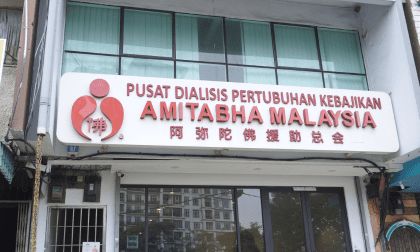 PUSAT DIALISIS PERTUBUHAN KEBAJIKAN
AMITABHA MALAYSIA
佛
阿弥陀佛援助总会